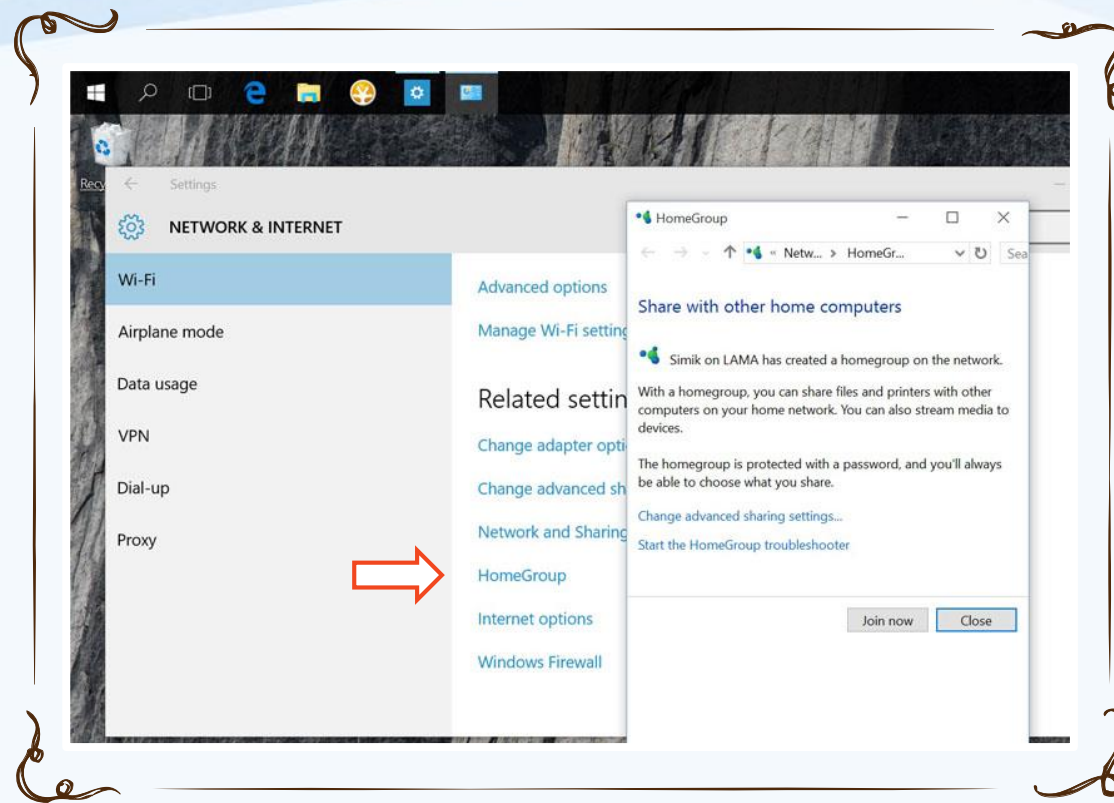 Recy
Settings
NETWORK & INTERNET
Wi-Fi
Airplane mode
Data usage
VPN
Dial-up
Proxy
Advanced options
Manage Wi-Fi setting
Related settin
Change adapter opti
Change advanced sh
Network and Sharing
HomeGroup
Internet options
Windows Firewall
HomeGroup
« Netw... > HomeGr...
Sea
Share with other home computers
Simik on LAMA has created a homegroup on the network.
With a homegroup, you can share files and printers with other
computers on your home network. You can also stream media to
devices.
The homegroup is protected with a password, and you'll always
be able to choose what you share.
Change advanced sharing settings...
Start the HomeGroup troubleshooter
Join now
Close